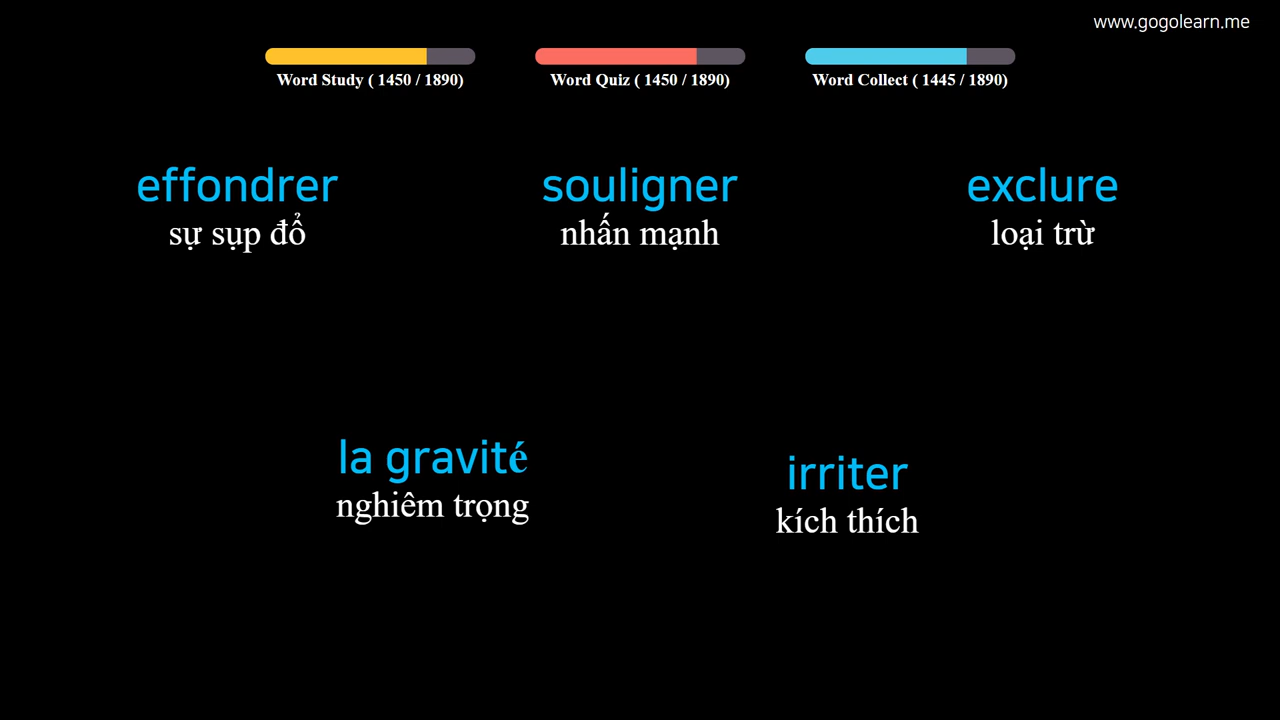 www.gogolearn.me
Word Study ( 1450 / 1890)
Word Quiz ( 1450 / 1890)
Word Collect ( 1445 / 1890)
effondrer
sự sụp đổ
souligner
nhấn mạnh
exclure
loại trừ
la gravité
nghiêm trọng
irriter
kích thích